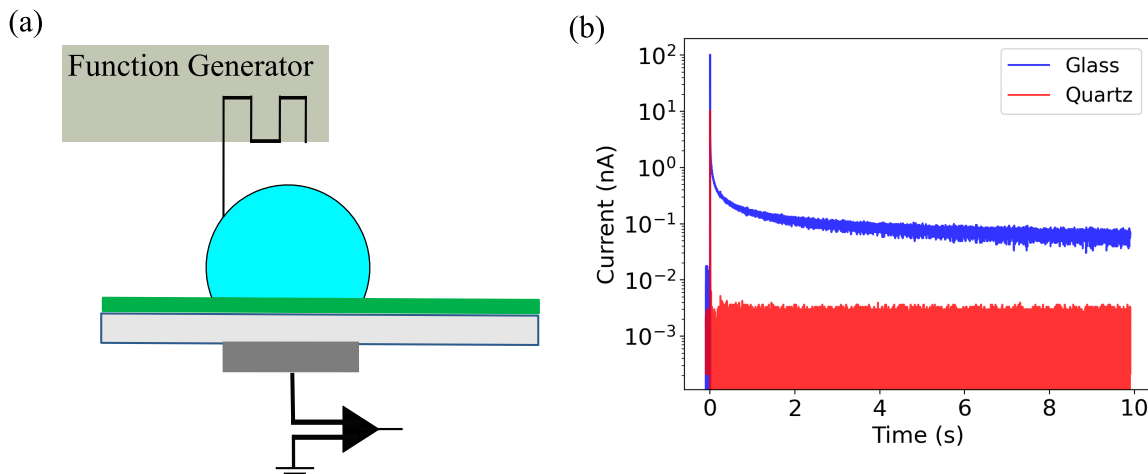 (a)
Function Generator
(b)
Current (nA)
10²
10¹
10⁰
10⁻¹
10⁻²
10⁻³
Glass
Quartz
0 2 4 6 8 10
Time (s)